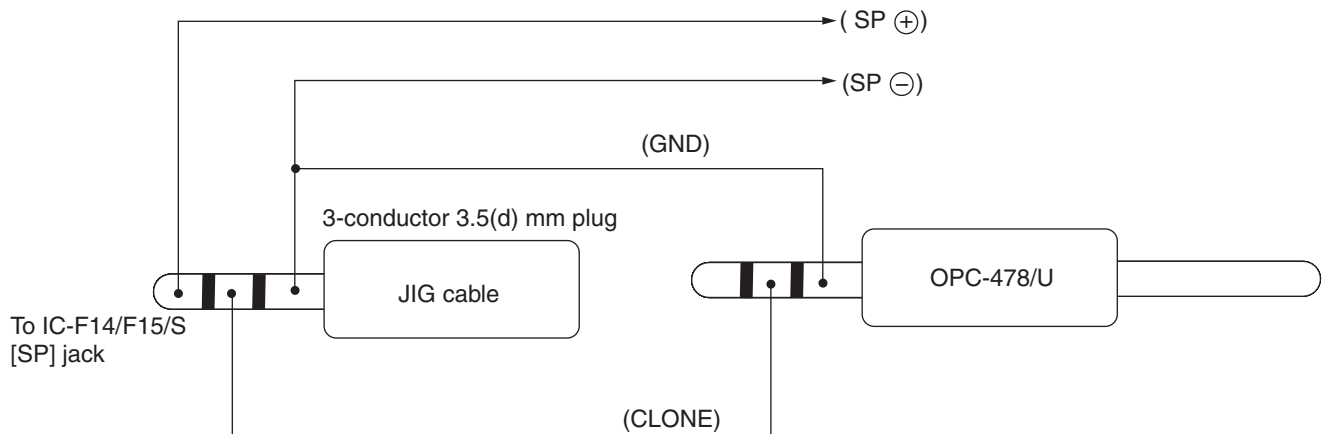 ( SP ⊕)
(SP ⊖)
(GND)
3-conductor 3.5(d) mm plug
JIG cable
OPC-478/U
To IC-F14/F15/S
[SP] jack
(CLONE)